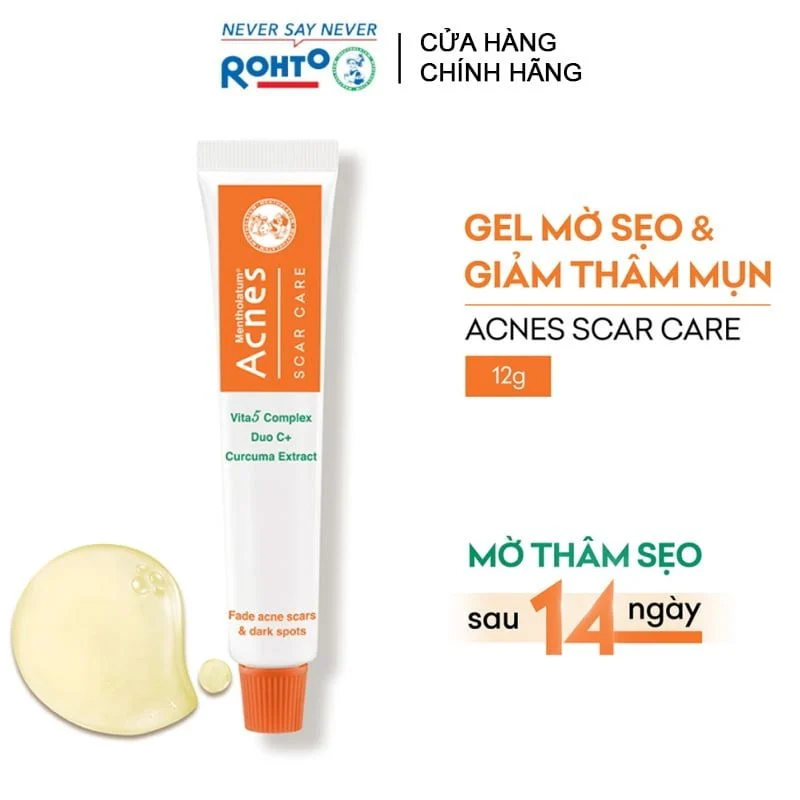 NEVER SAY NEVER
ROHTO
CỬA HÀNG
CHÍNH HÃNG
Mentholatum®
Acnes
SCAR CARE
Vita5 Complex
Duo C+
Curcuma Extract
Fade acne scars
& dark spots
GEL MỜ SẸO &
GIẢM THÂM MỤN
ACNES SCAR CARE
12g
MỜ THÂM SẸO
sau 14 ngày